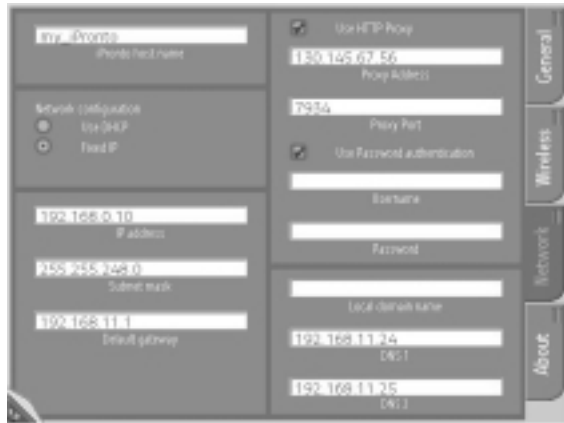 my_iPronto
iPronto host name
Network configuration
Use DHCP
Fixed IP
192.168.0.10
IP address
255.255.248.0
Subnet mask
192.168.11.1
Default gateway
Use HTTP Proxy
130.145.67.56
Proxy Address
7934
Proxy Port
Use Password authentication
Username
Password
Local domain name
192.168.11.24
DNS 1
192.168.11.25
DNS 2
General
Wireless
Network
About